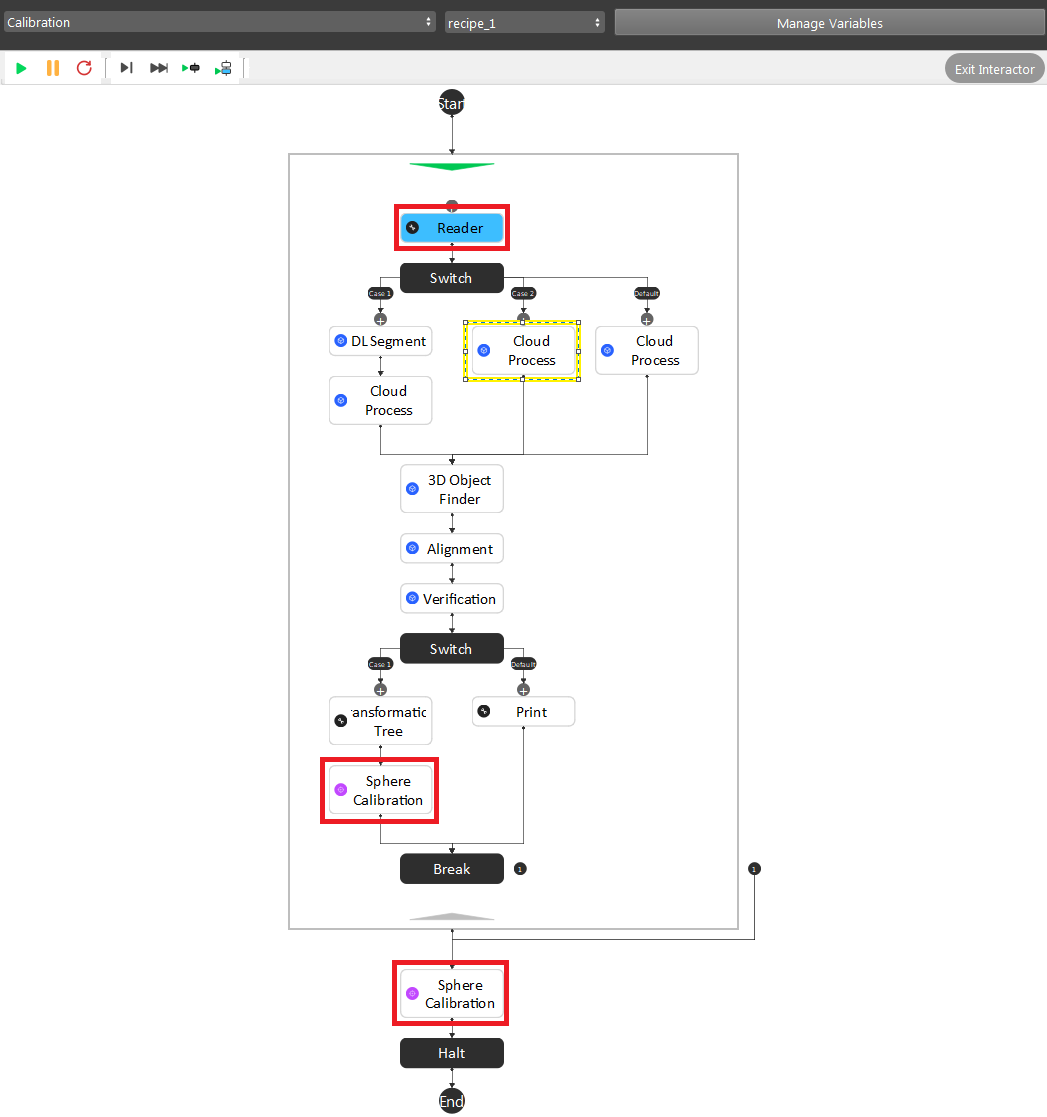 Calibration
recipe_1
Manage Variables
Exit Interactor
Start
Reader
Switch
Case 1
Case 2
Default
DL Segment
Cloud
Process
Cloud
Process
Cloud
Process
3D Object
Finder
Alignment
Verification
Switch
Case 1
Default
ansformatic
Tree
Print
Sphere
Calibration
Break
1
1
Sphere
Calibration
Halt
End